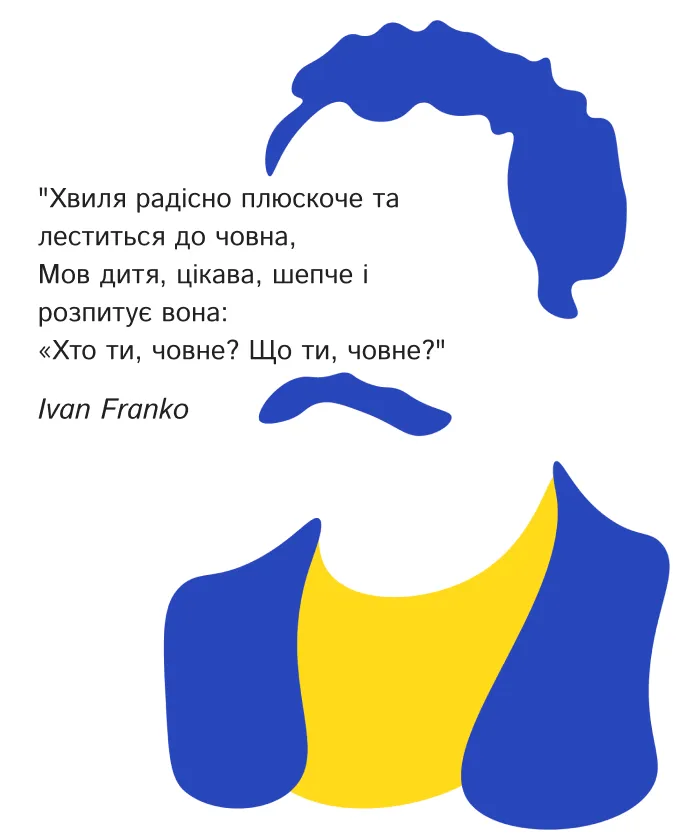 "Хвиля радісно плюскоче та
леститься до човна,
Мов дитя, цікава, шепче і
розпитує вона:
«Хто ти, човне? Що ти, човне?"
Ivan Franko